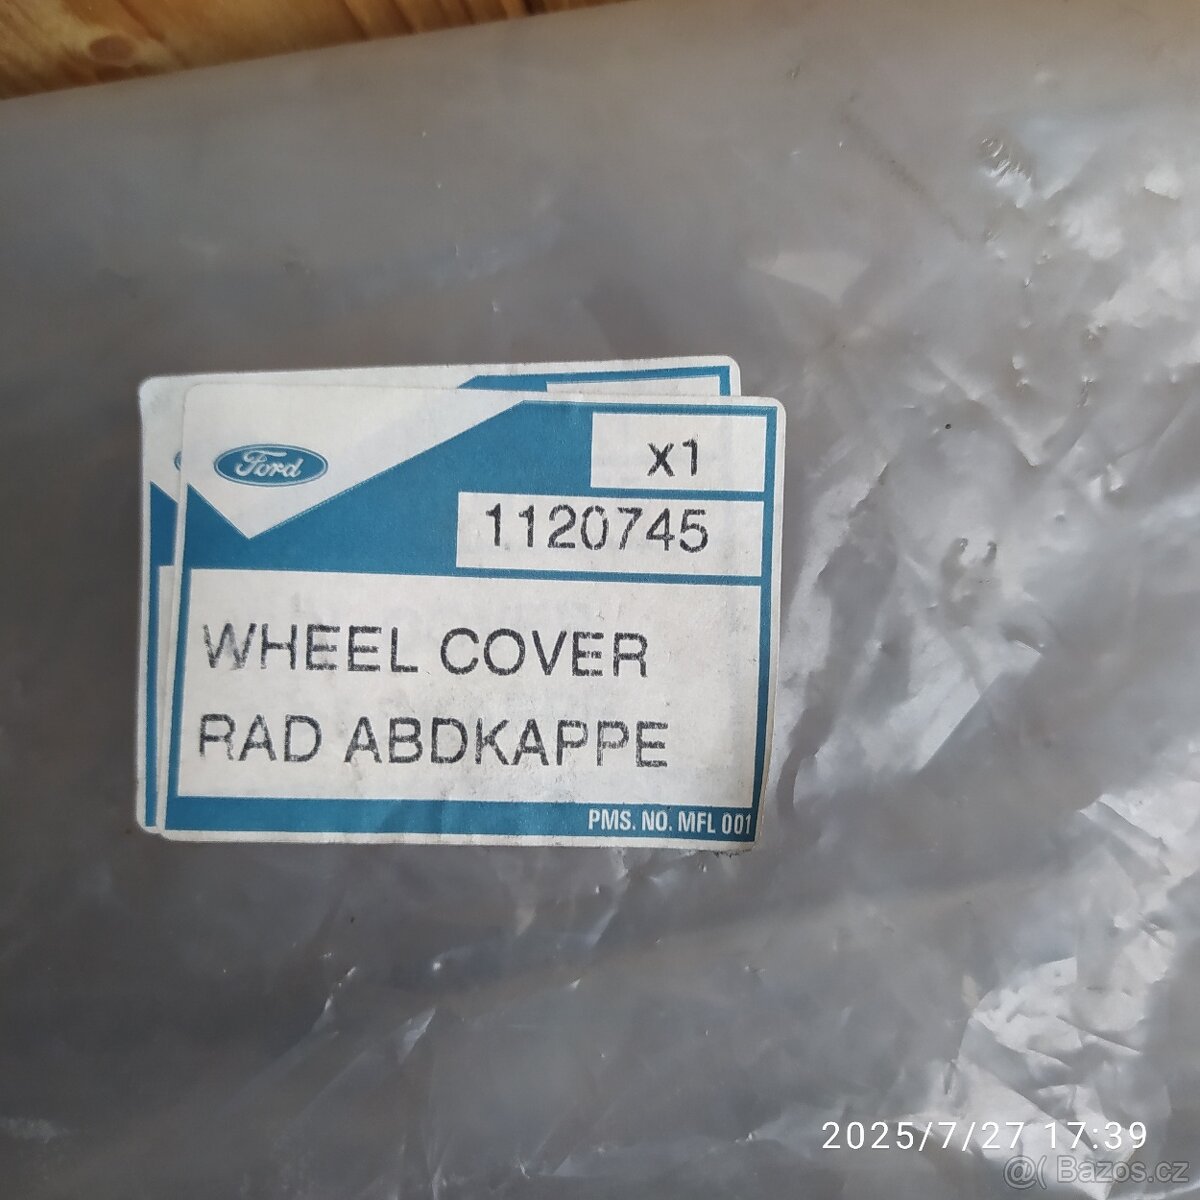 Ford
x1
1120745
WHEEL COVER
RAD ABDKAPPE
PMS. NO. MFL 001
2025/7/27 17:39
@( Bazos.cz